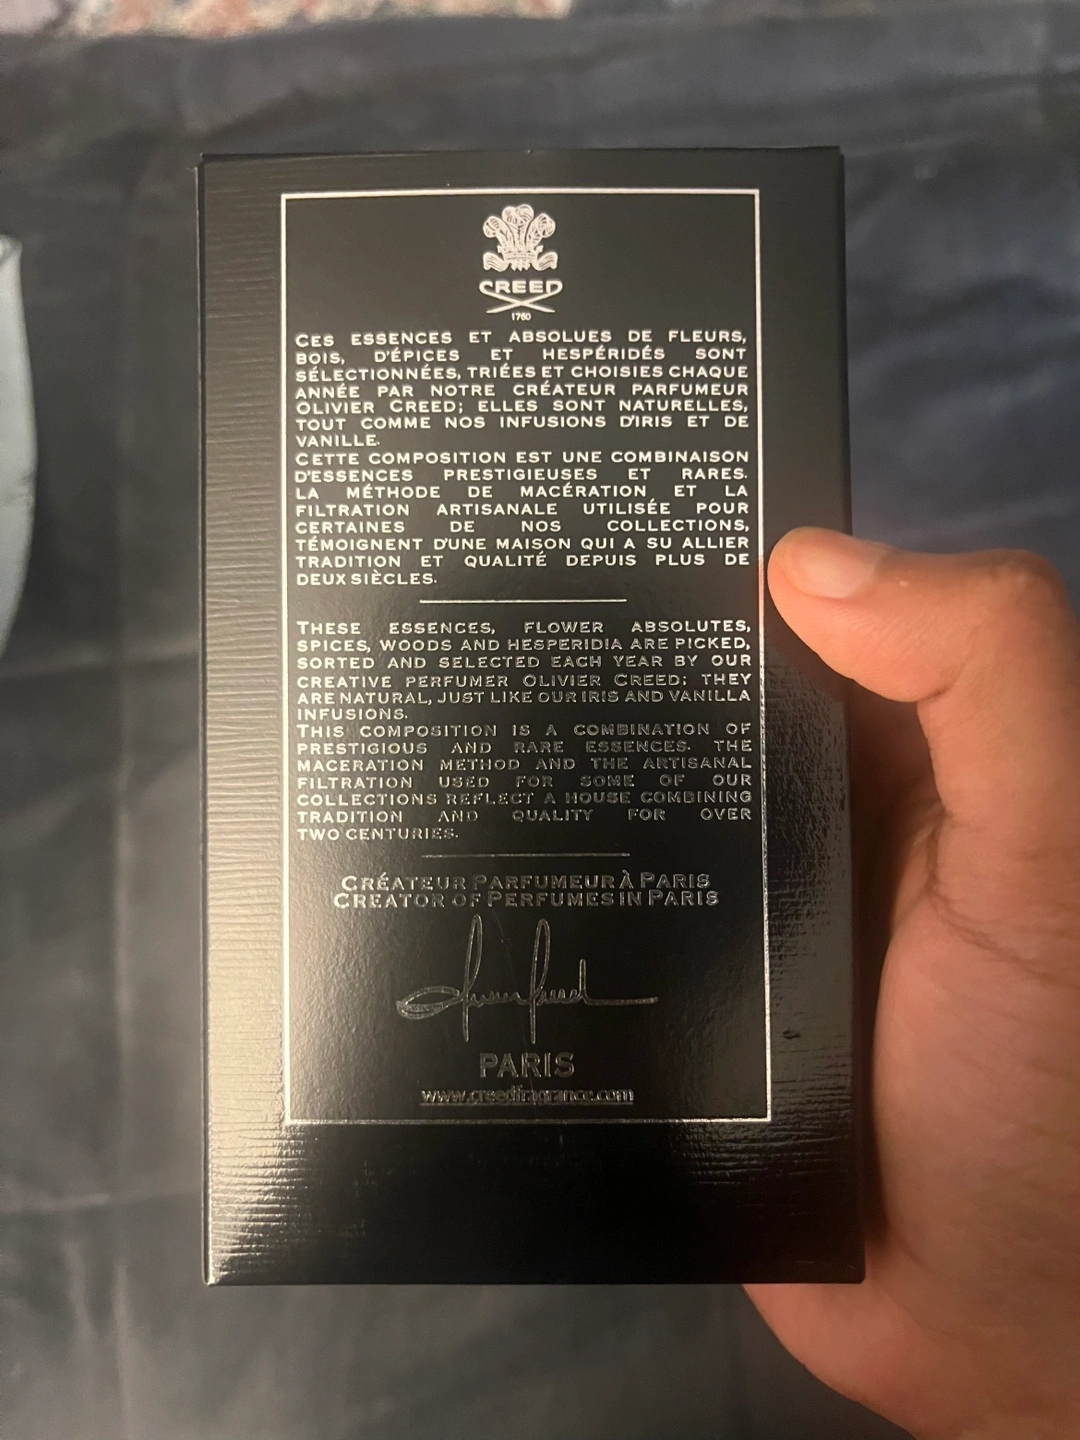 CREED
1760
CES ESSENCES ET ABSOLUES DE FLEURS,
BOIS, D'ÉPICES ET HESPÉRIDÉS SONT
SÉLECTIONNÉES, TRIÉES ET CHOISIES CHAQUE
ANNÉE PAR NOTRE CRÉATEUR PARFUMEUR
OLIVIER CREED; ELLES SONT NATURELLES,
TOUT COMME NOS INFUSIONS D'IRIS ET DE
VANILLE.
CETTE COMPOSITION EST UNE COMBINAISON
D'ESSENCES PRESTIGIEUSES ET RARES.
LA MÉTHODE DE MACÉRATION ET LA
FILTRATION ARTISANALE UTILISÉE POUR
CERTAINES DE NOS COLLECTIONS,
TÉMOIGNENT D'UNE MAISON QUI A SU ALLIER
TRADITION ET QUALITÉ DEPUIS PLUS DE
DEUX SIÈCLES.
THESE ESSENCES, FLOWER ABSOLUTES,
SPICES, WOODS AND HESPERIDIA ARE PICKED,
SORTED AND SELECTED EACH YEAR BY OUR
CREATIVE PERFUMER OLIVIER CREED; THEY
ARE NATURAL, JUST LIKE OUR IRIS AND VANILLA
INFUSIONS.
THIS COMPOSITION IS A COMBINATION OF
PRESTIGIOUS AND RARE ESSENCES. THE
MACERATION METHOD AND THE ARTISANAL
FILTRATION USED FOR SOME OF OUR
COLLECTIONS REFLECT A HOUSE COMBINING
TRADITION AND QUALITY FOR OVER
TWO CENTURIES.
CRÉATEUR PARFUMEUR À PARIS
CREATOR OF PERFUMES IN PARIS
PARIS
www.creedfragrance.com